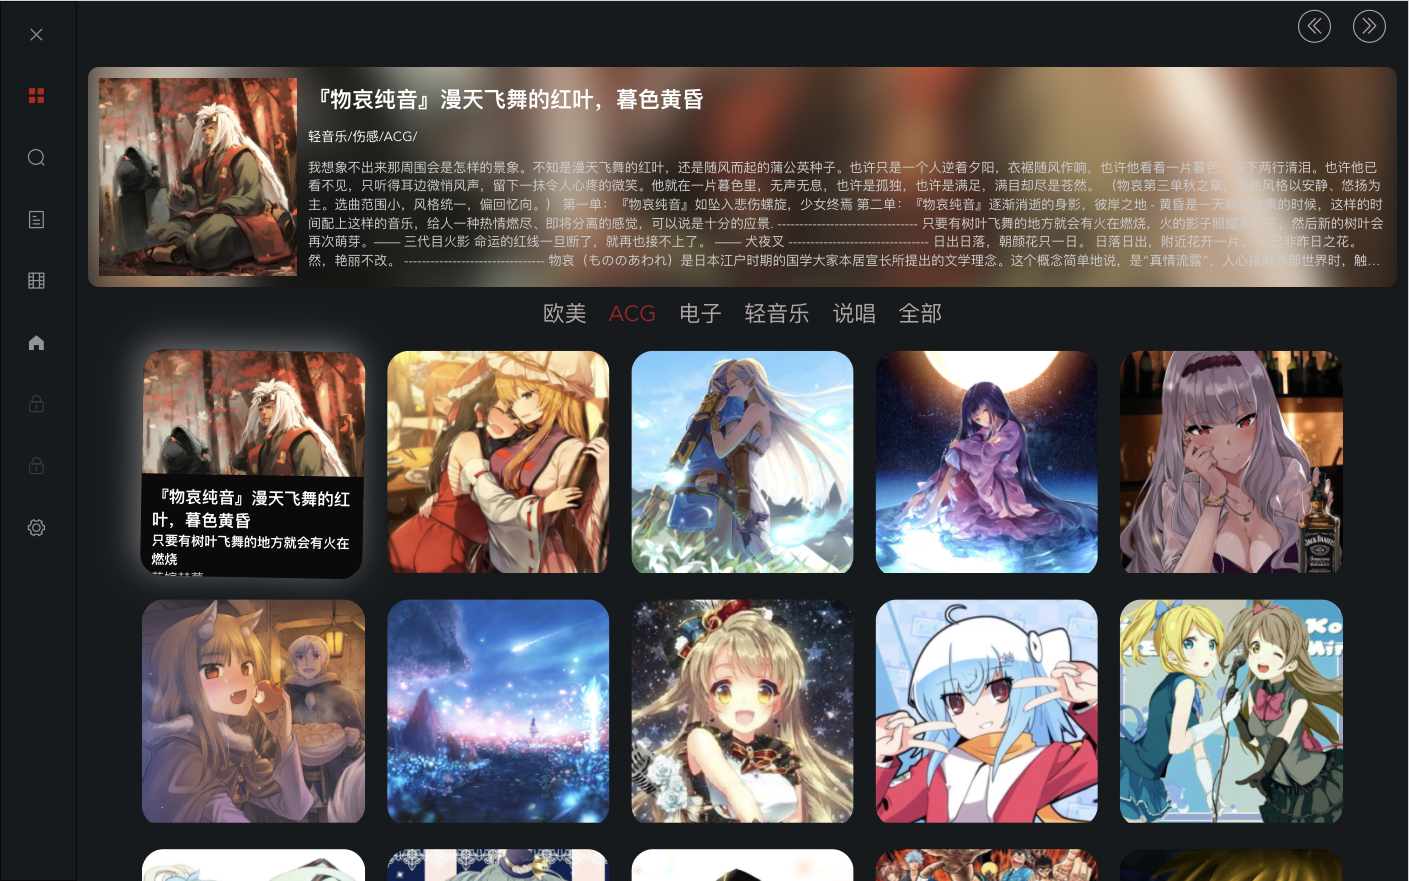 『物哀纯音』漫天飞舞的红叶，暮色黄昏
轻音乐/伤感/ACG/
我想象不出来那周围会是怎样的景象。不知是漫天飞舞的红叶，还是随风而起的蒲公英种子。也许只是一个人逆着夕阳，衣裾随风作响，也许他看着一片暮色，下两行清泪。也许他已
看不见，只听得耳边微悄风声，留下一抹令人心疼的微笑。他就在一片暮色里，无声无息，也许是孤独，也许是满足，满目却尽是苍然。 （物哀第三单秋之章，选曲风格以安静、悠扬为
主。选曲范围小，风格统一，偏回忆向。） 第一单：『物哀纯音』如坠入悲伤螺旋，少女终焉 第二单：『物哀纯音』逐渐消逝的身影，彼岸之地 - 黄昏是一天结束的时候，这样的时
间配上这样的音乐，给人一种热情燃尽、即将分离的感觉，可以说是十分的应景. -------------------------------- 只要有树叶飞舞的地方就会有火在燃烧，火的影子照耀，然后新的树叶会
再次萌芽。—— 三代目火影 命运的红线一旦断了，就再也接不上了。 —— 犬夜叉 -------------------------------- 日出日落，朝颜花只一日。 日落日出，附近花开一片，已非昨日之花。
然，艳丽不改。 -------------------------------- 物哀（もののあわれ）是日本江户时期的国学大家本居宣长所提出的文学理念。这个概念简单地说，是“真情流露”，人心接触外部世界时，触…
欧美 ACG 电子 轻音乐 说唱 全部
『物哀纯音』漫天飞舞的红
叶，暮色黄昏
只要有树叶飞舞的地方就会有火在
燃烧
JACK DANIEL'S